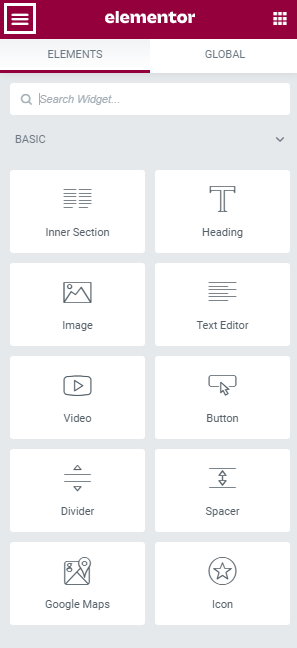 elementor
ELEMENTS GLOBAL
Search Widget...
BASIC
Inner Section Heading
Image Text Editor
Video Button
Divider Spacer
Google Maps Icon